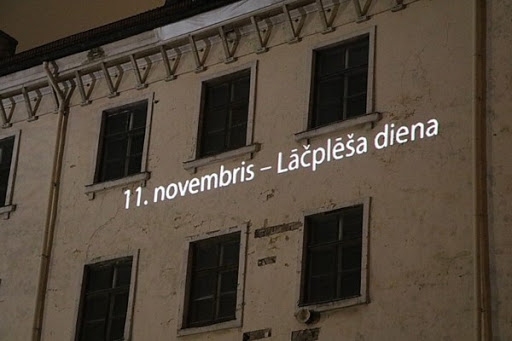 11. novembris – Lāčplēša diena